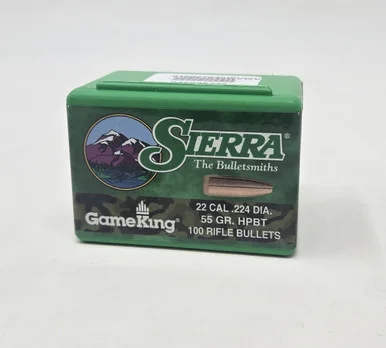 SIERRA®
The Bulletsmiths
GameKing
22 CAL .224 DIA.
55 GR. HPBT
100 RIFLE BULLETS